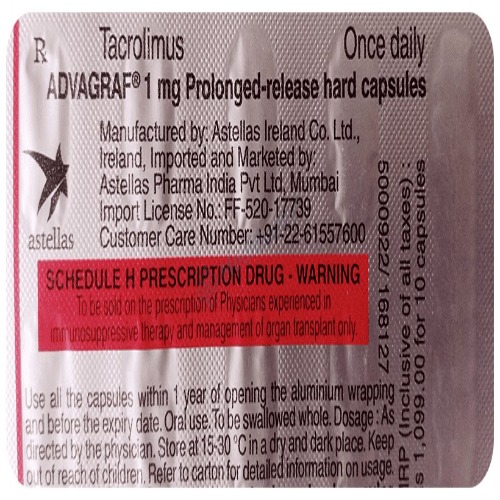 Rx Tacrolimus Once daily
ADVAGRAF® 1 mg Prolonged-release hard capsules
Manufactured by: Astellas Ireland Co. Ltd.,
Ireland, Imported and Marketed by:
Astellas Pharma India Pvt Ltd, Mumbai
Import License No.: FF-520-17739
Customer Care Number: +91-22-61557600
astellas
SCHEDULE H PRESCRIPTION DRUG - WARNING
To be sold on the prescription of Physicians experienced in
immunosuppressive therapy and management of organ transplant only.
Use all the capsules within 1 year of opening the aluminium wrapping
and before the expiry date. Oral use. To be swallowed whole. Dosage : As
directed by the physician. Store at 15-30 °C in a dry and dark place. Keep
out of reach of children. Refer to carton for detailed information on usage.
5000922/ 168127
MRP (Inclusive of all taxes) :
s 1,099.00 for 10 capsules